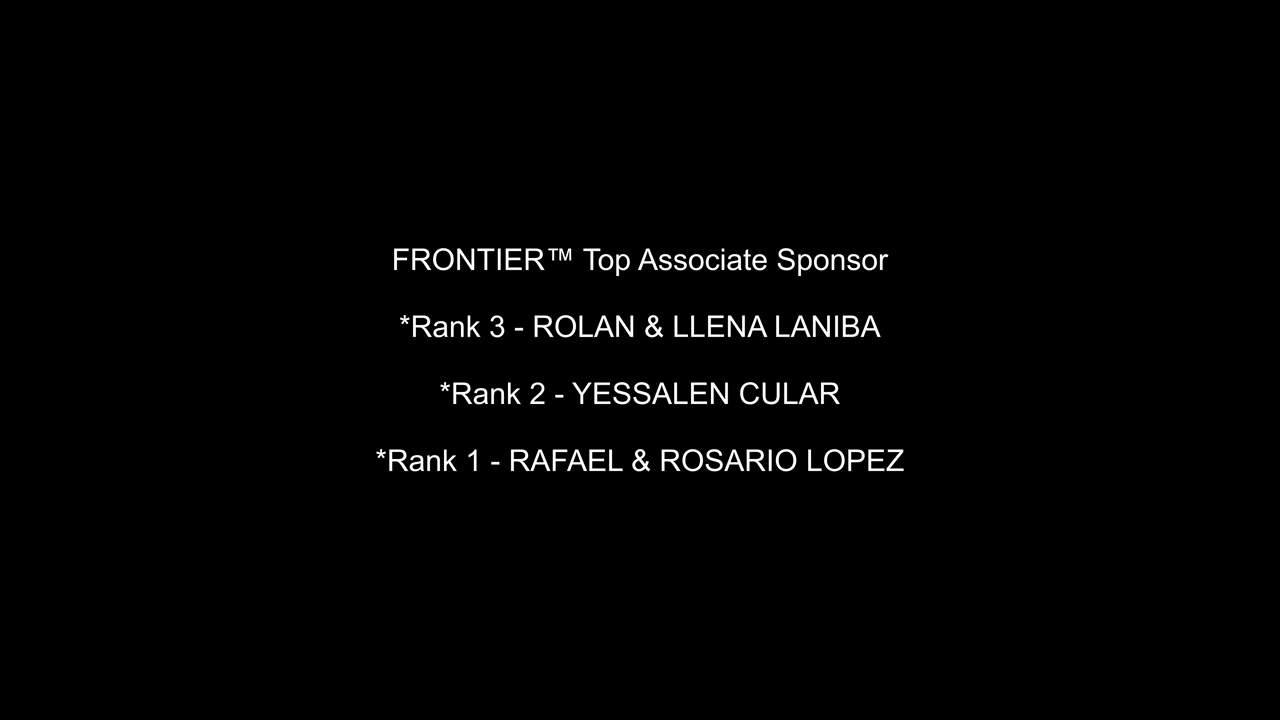 FRONTIER™ Top Associate Sponsor
*Rank 3 - ROLAN & LLENA LANIBA
*Rank 2 - YESSALEN CULAR
*Rank 1 - RAFAEL & ROSARIO LOPEZ